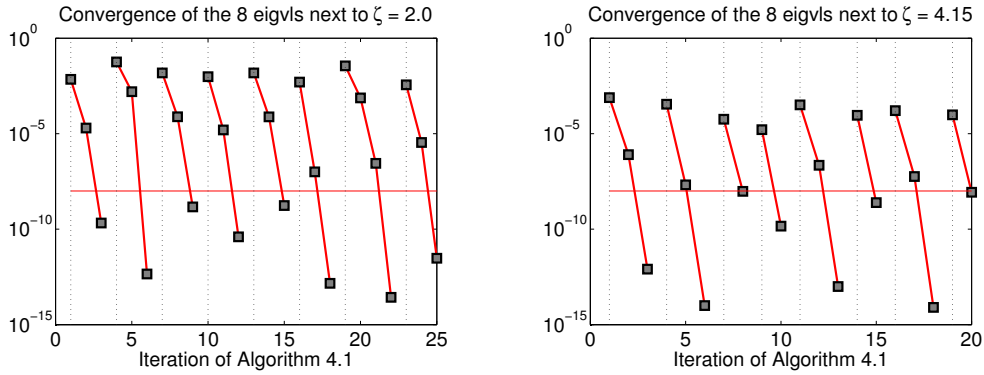 Convergence of the 8 eigvls next to ζ = 2.0
10^0
10^-5
10^-10
10^-15
0 5 10 15 20 25
Iteration of Algorithm 4.1
Convergence of the 8 eigvls next to ζ = 4.15
10^0
10^-5
10^-10
10^-15
0 5 10 15 20
Iteration of Algorithm 4.1